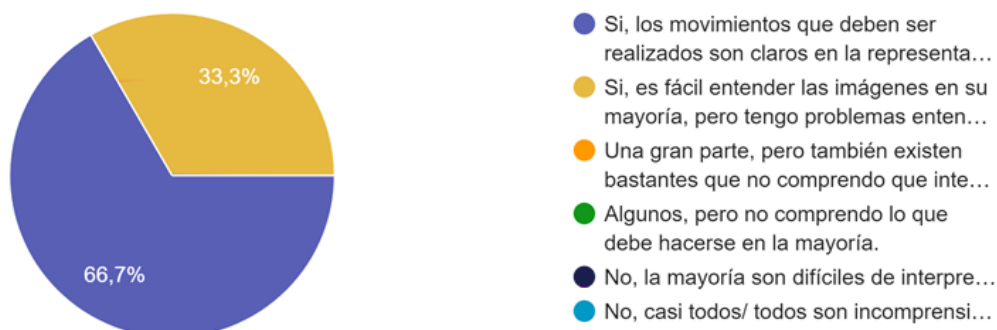 33,3%
66,7%
Si, los movimientos que deben ser
realizados son claros en la representa…
Si, es fácil entender las imágenes en su
mayoría, pero tengo problemas enten…
Una gran parte, pero también existen
bastantes que no comprendo que inte…
Algunos, pero no comprendo lo que
debe hacerse en la mayoría.
No, la mayoría son difíciles de interpre…
No, casi todos/ todos son incomprensi…